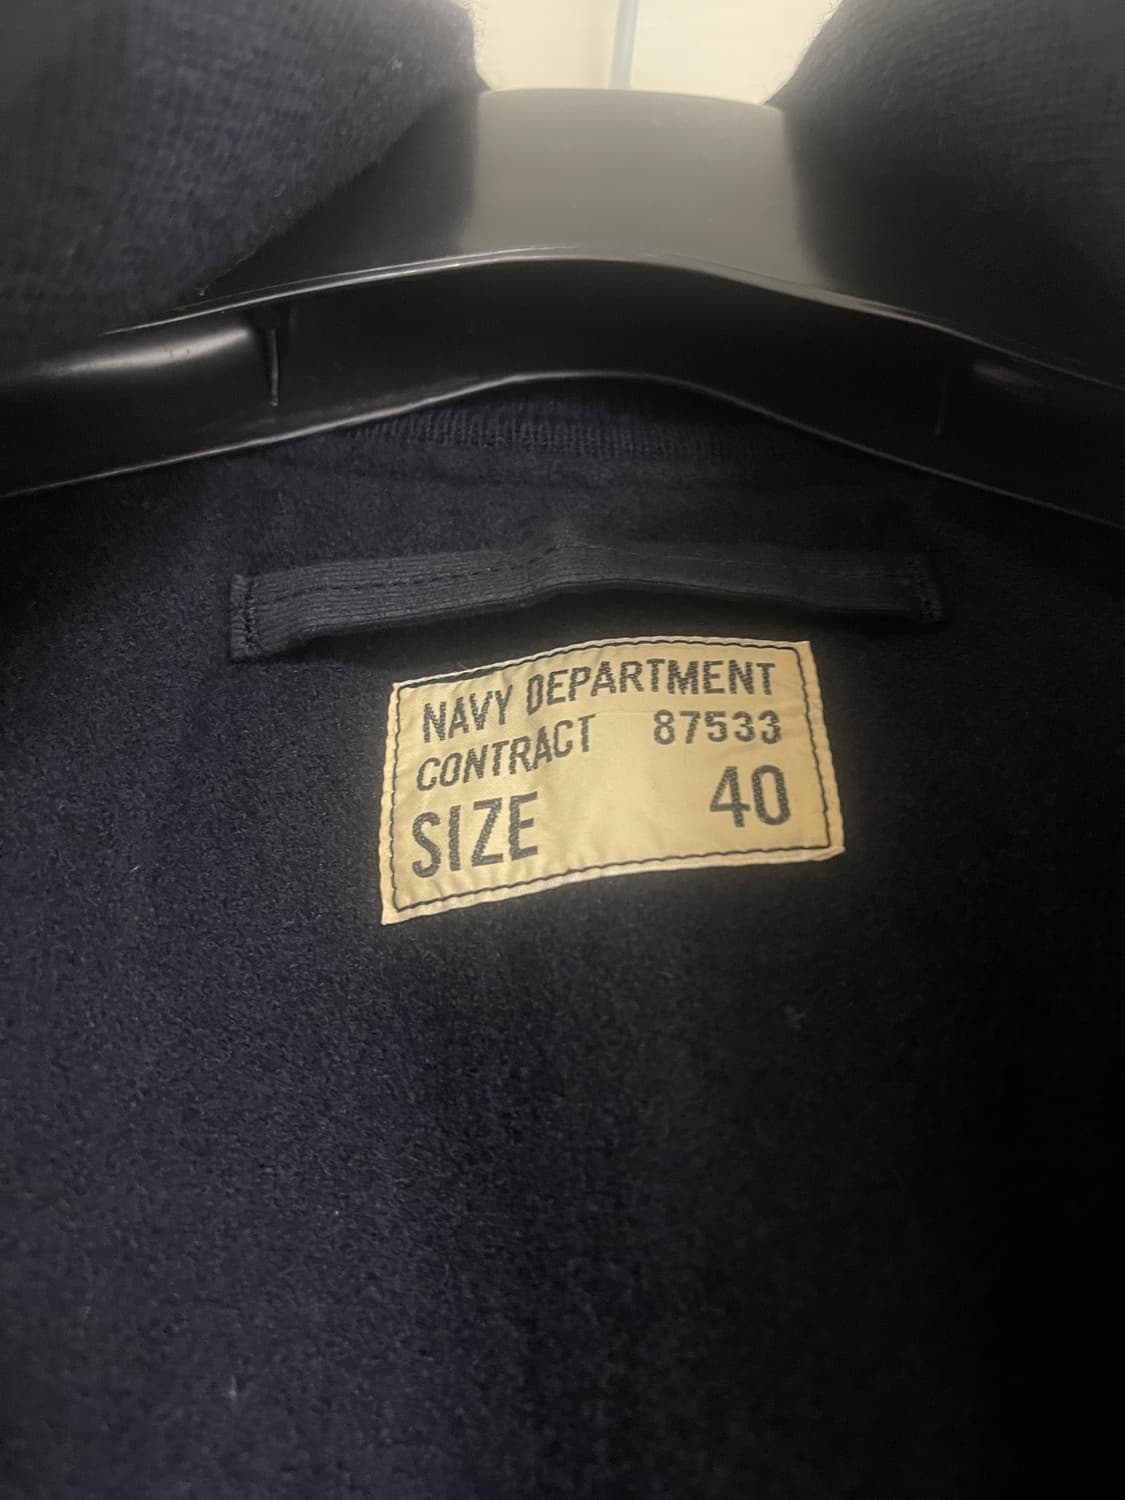 NAVY DEPARTMENT
CONTRACT 87533
SIZE 40